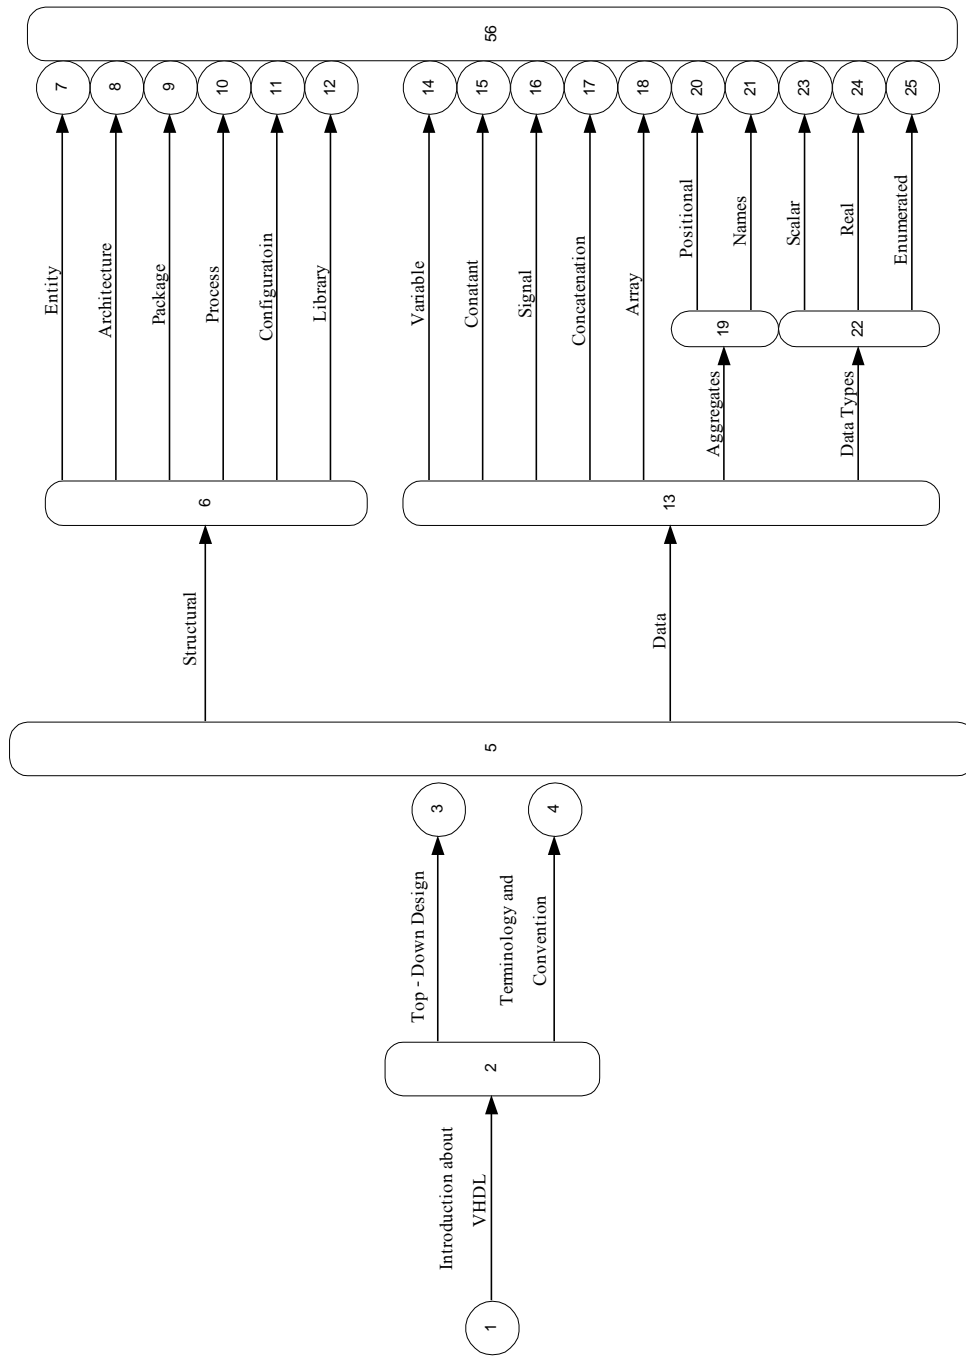 1
Introduction about
VHDL
2
Top - Down Design
3
Terminology and
Convention
4
5
Structural
6
Entity
7
Architecture
8
Package
9
Process
10
Configuratoin
11
Library
12
Data
13
Variable
14
Conatant
15
Signal
16
Concatenation
17
Array
18
Aggregates
19
Positional
20
Names
21
Data Types
22
Scalar
23
Real
24
Enumerated
25
56